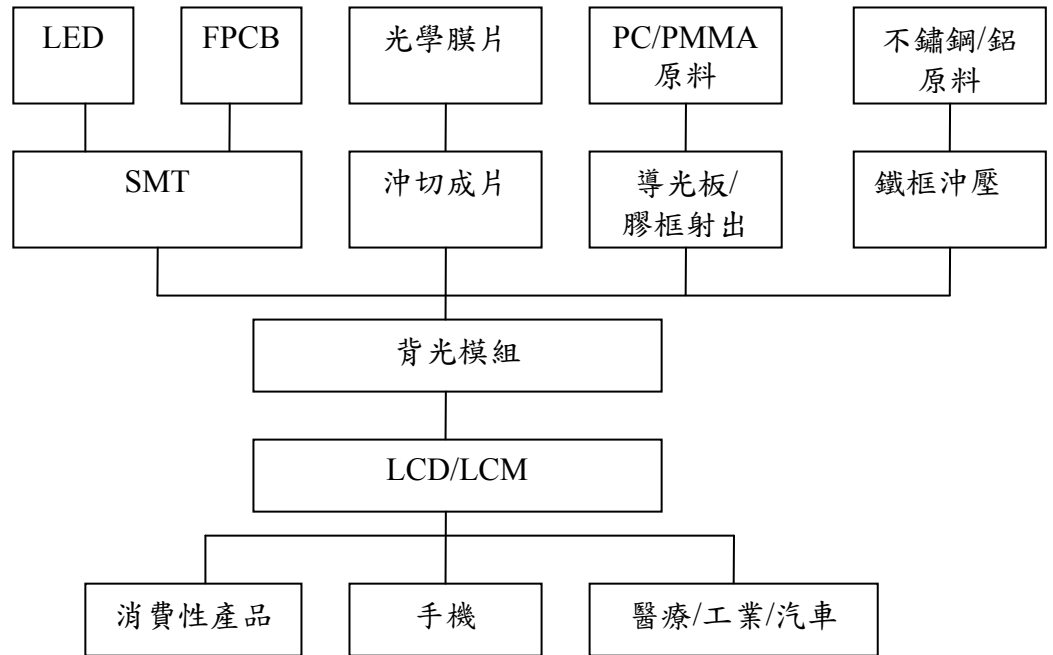 LED
FPCB
光學膜片
PC/PMMA
原料
不鏽鋼/鋁
原料
SMT
沖切成片
導光板/
膠框射出
鐵框沖壓
背光模組
LCD/LCM
消費性產品
手機
醫療/工業/汽車